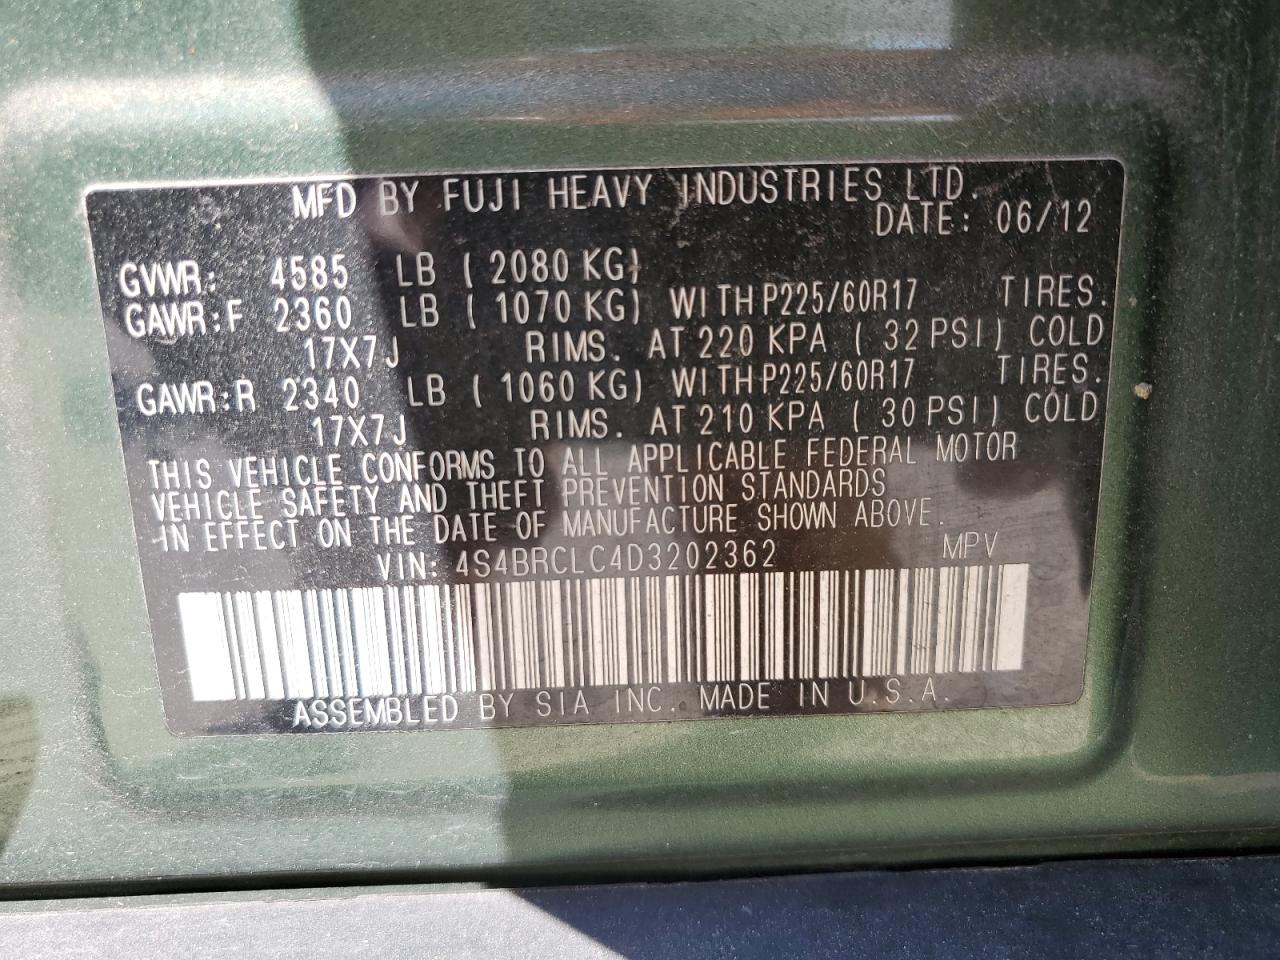 MFD BY FUJI HEAVY INDUSTRIES LTD.
DATE: 06/12
GVWR: 4585 LB ( 2080 KG)
GAWR:F 2360 LB ( 1070 KG) WITH P225/60R17 TIRES.
17X7J RIMS. AT 220 KPA ( 32 PSI) COLD
GAWR:R 2340 LB ( 1060 KG) WITH P225/60R17 TIRES.
17X7J RIMS. AT 210 KPA ( 30 PSI) COLD
THIS VEHICLE CONFORMS TO ALL APPLICABLE FEDERAL MOTOR
VEHICLE SAFETY AND THEFT PREVENTION STANDARDS
IN EFFECT ON THE DATE OF MANUFACTURE SHOWN ABOVE.
VIN: 4S4BRCLC4D3202362 MPV
ASSEMBLED BY SIA INC. MADE IN U.S.A.